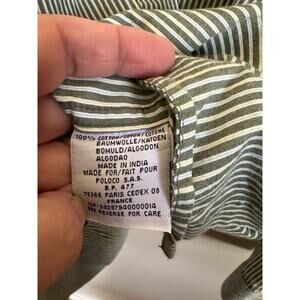 100% COTTON/COTON/COTONE
BAUMWOLLE/KATOEN
BOMULD/ALGODON
ALGODAO
MADE IN INDIA
MADE FOR/FAIT POUR
POLOCO S.A.S.
B.P. 477
75366 PARIS CEDEX 08
FRANCE
SEE REVERSE FOR CARE